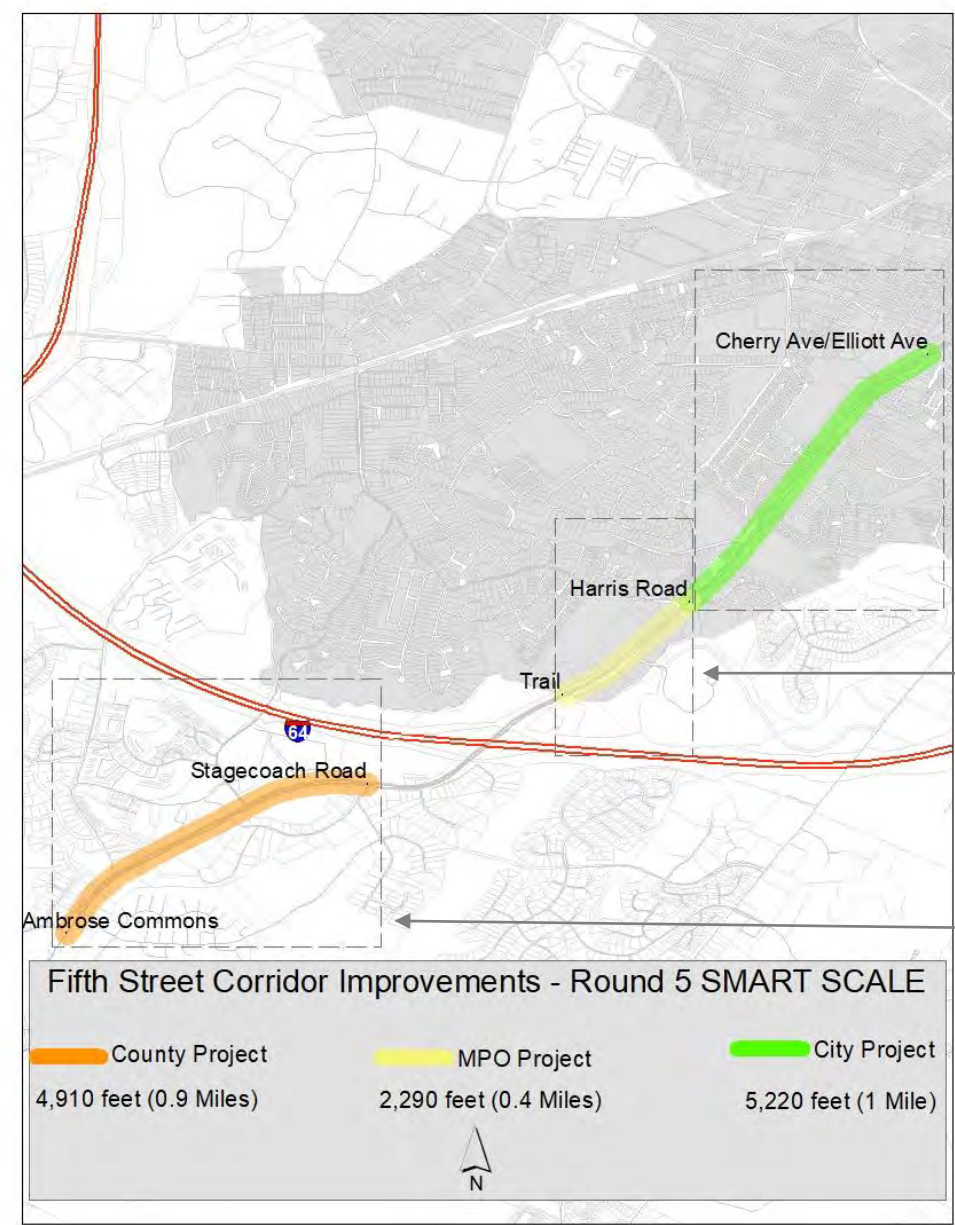 Cherry Ave/Elliott Ave
Harris Road
Trail
64
Stagecoach Road
Ambrose Commons
Fifth Street Corridor Improvements - Round 5 SMART SCALE
County Project
MPO Project
City Project
4,910 feet (0.9 Miles)
2,290 feet (0.4 Miles)
5,220 feet (1 Mile)
N